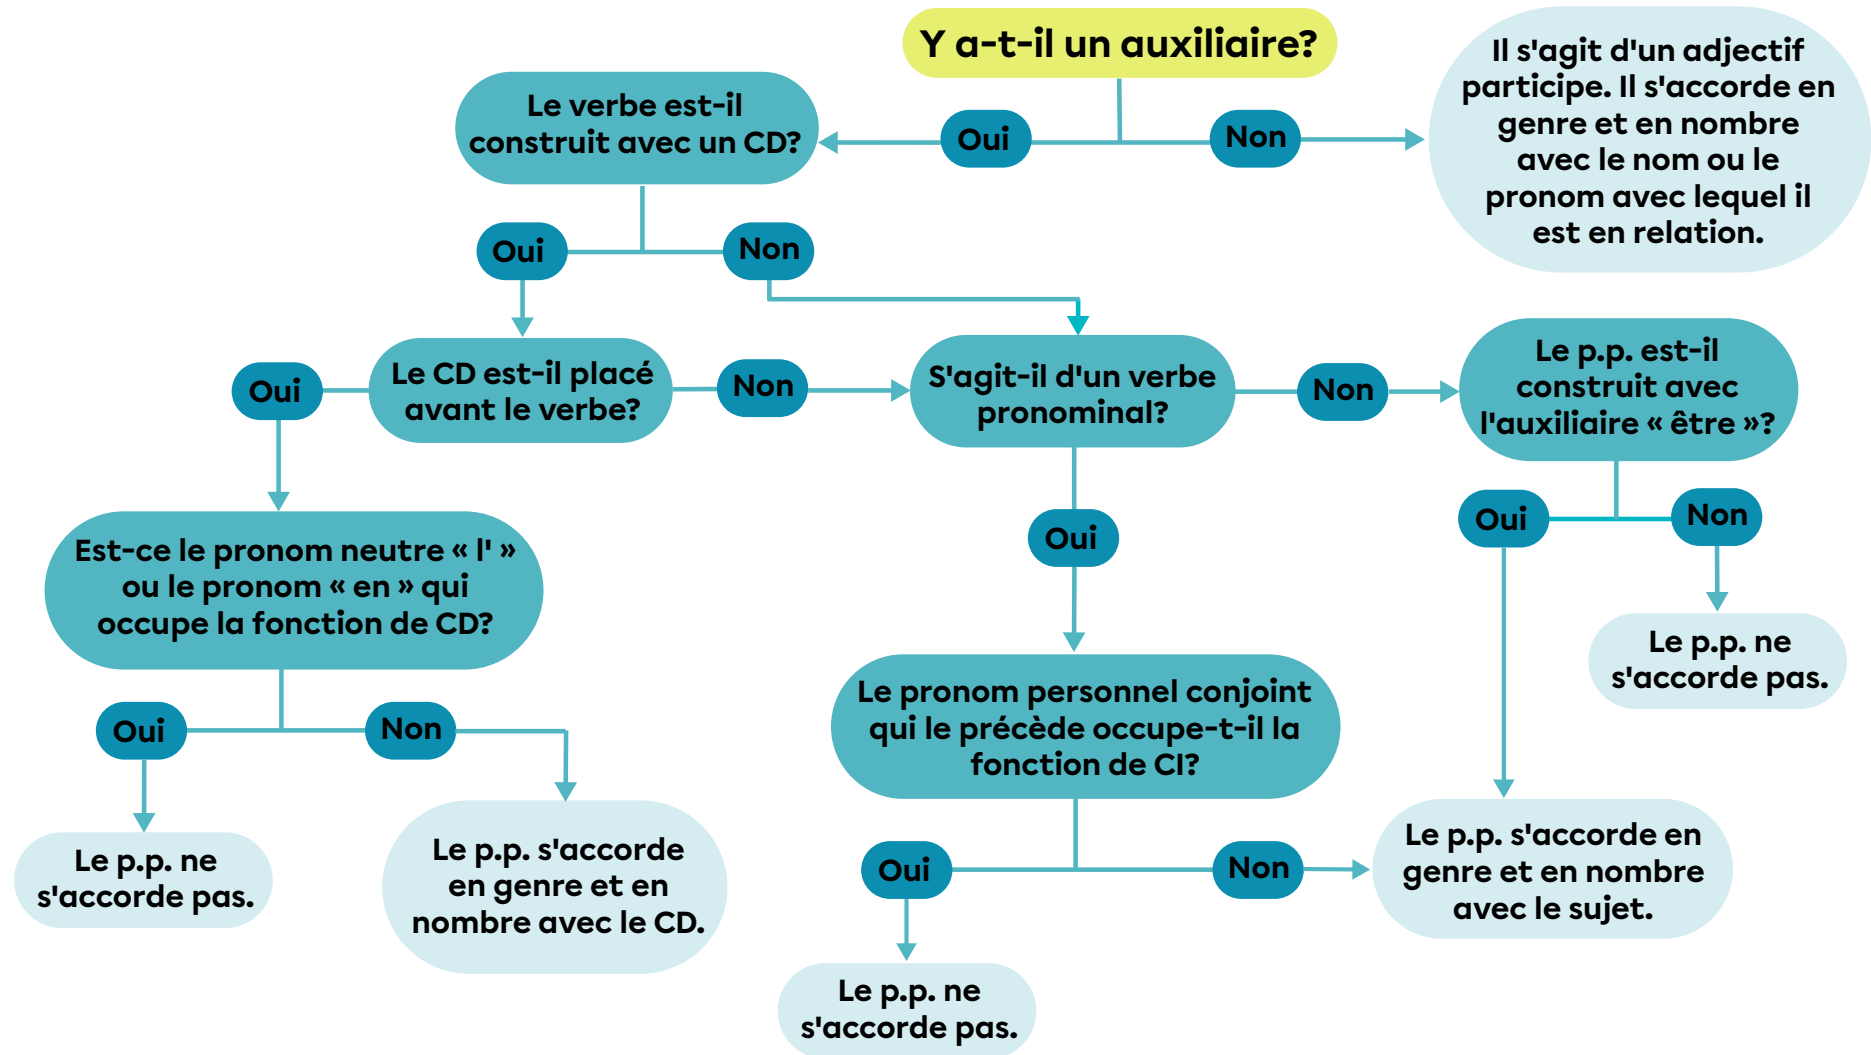 Y a-t-il un auxiliaire?
Il s'agit d'un adjectif
participe. Il s'accorde en
genre et en nombre
avec le nom ou le
pronom avec lequel il
est en relation.
Le verbe est-il
construit avec un CD?
Oui
Non
Oui
Non
Le CD est-il placé
avant le verbe?
Oui
Non
S'agit-il d'un verbe
pronominal?
Non
Le p.p. est-il
construit avec
l'auxiliaire « être »?
Oui
Non
Est-ce le pronom neutre « l' »
ou le pronom « en » qui
occupe la fonction de CD?
Oui
Le p.p. ne
s'accorde pas.
Le pronom personnel conjoint
qui le précède occupe-t-il la
fonction de CI?
Oui
Non
Le p.p. ne
s'accorde pas.
Le p.p. s'accorde
en genre et en
nombre avec le CD.
Oui
Non
Le p.p. s'accorde en
genre et en nombre
avec le sujet.
Le p.p. ne
s'accorde pas.